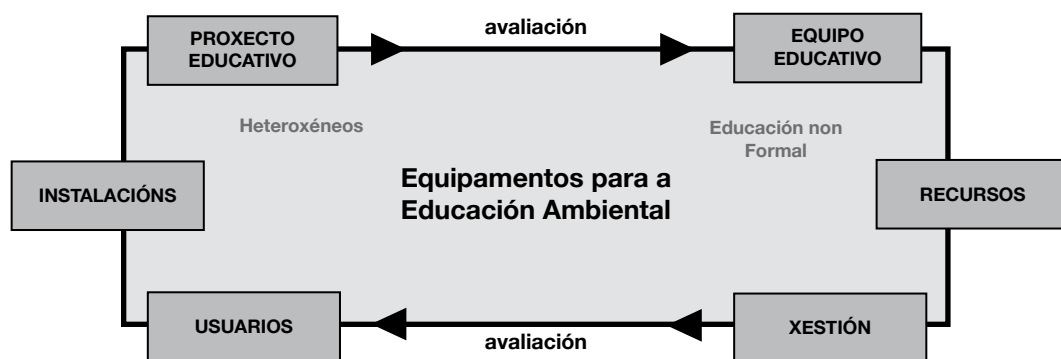 avaliación
PROXECTO
EDUCATIVO
EQUIPO
EDUCATIVO
Heteroxéneos
Educación non
Formal
INSTALACIÓNS
Equipamentos para a
Educación Ambiental
RECURSOS
USUARIOS
XESTIÓN
avaliación